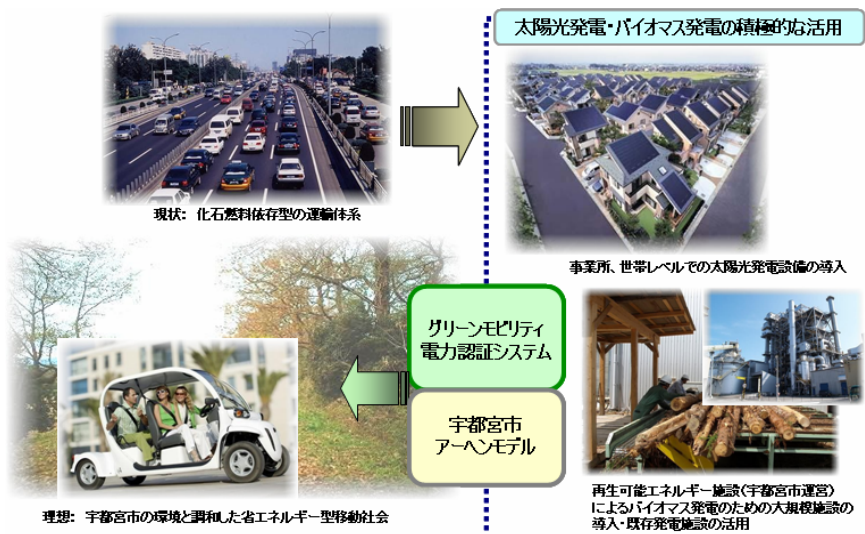 太陽光発電・バイオマス発電の積極的な活用
現状： 化石燃料依存型の運輸体系
事業所、世帯レベルでの太陽光発電設備の導入
グリーンモビリティ
電力認証システム
宇都宮市
アーヘンモデル
理想： 宇都宮市の環境と調和した省エネルギー型移動社会
再生可能エネルギー施設（宇都宮市運営）
によるバイオマス発電のための大規模施設の
導入・既存発電施設の活用